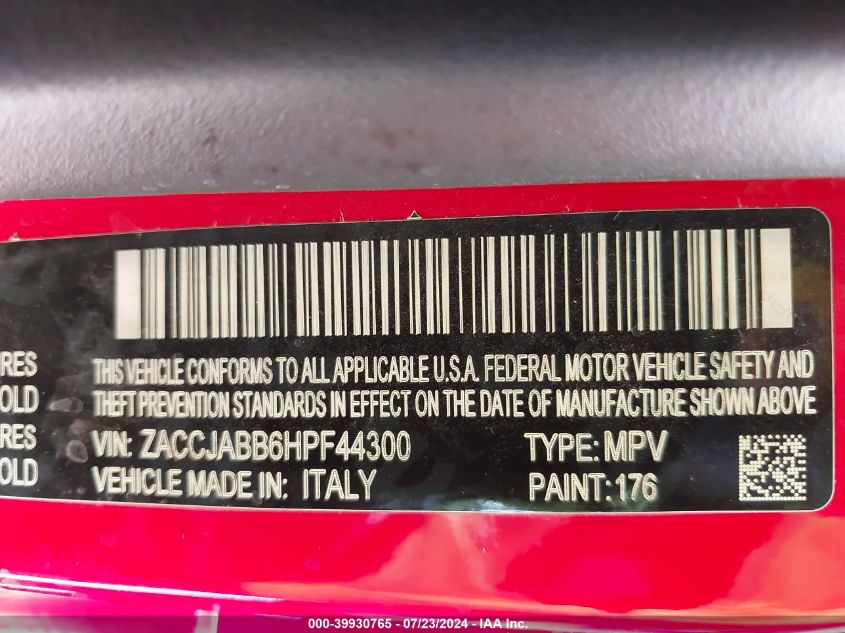 RES THIS VEHICLE CONFORMS TO ALL APPLICABLE U.S.A. FEDERAL MOTOR VEHICLE SAFETY AND
OLD THEFT PREVENTION STANDARDS IN EFFECT ON THE DATE OF MANUFACTURE SHOWN ABOVE
RES VIN: ZACCJABB6HPF44300 TYPE: MPV
OLD VEHICLE MADE IN: ITALY PAINT: 176
000-39930765 - 07/23/2024 - IAA Inc.